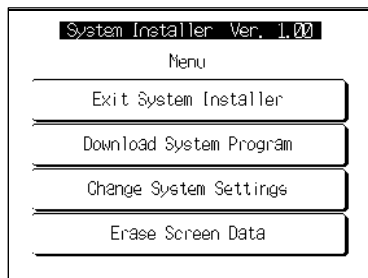 System Installer Ver. 1.00
Menu
Exit System Installer
Download System Program
Change System Settings
Erase Screen Data